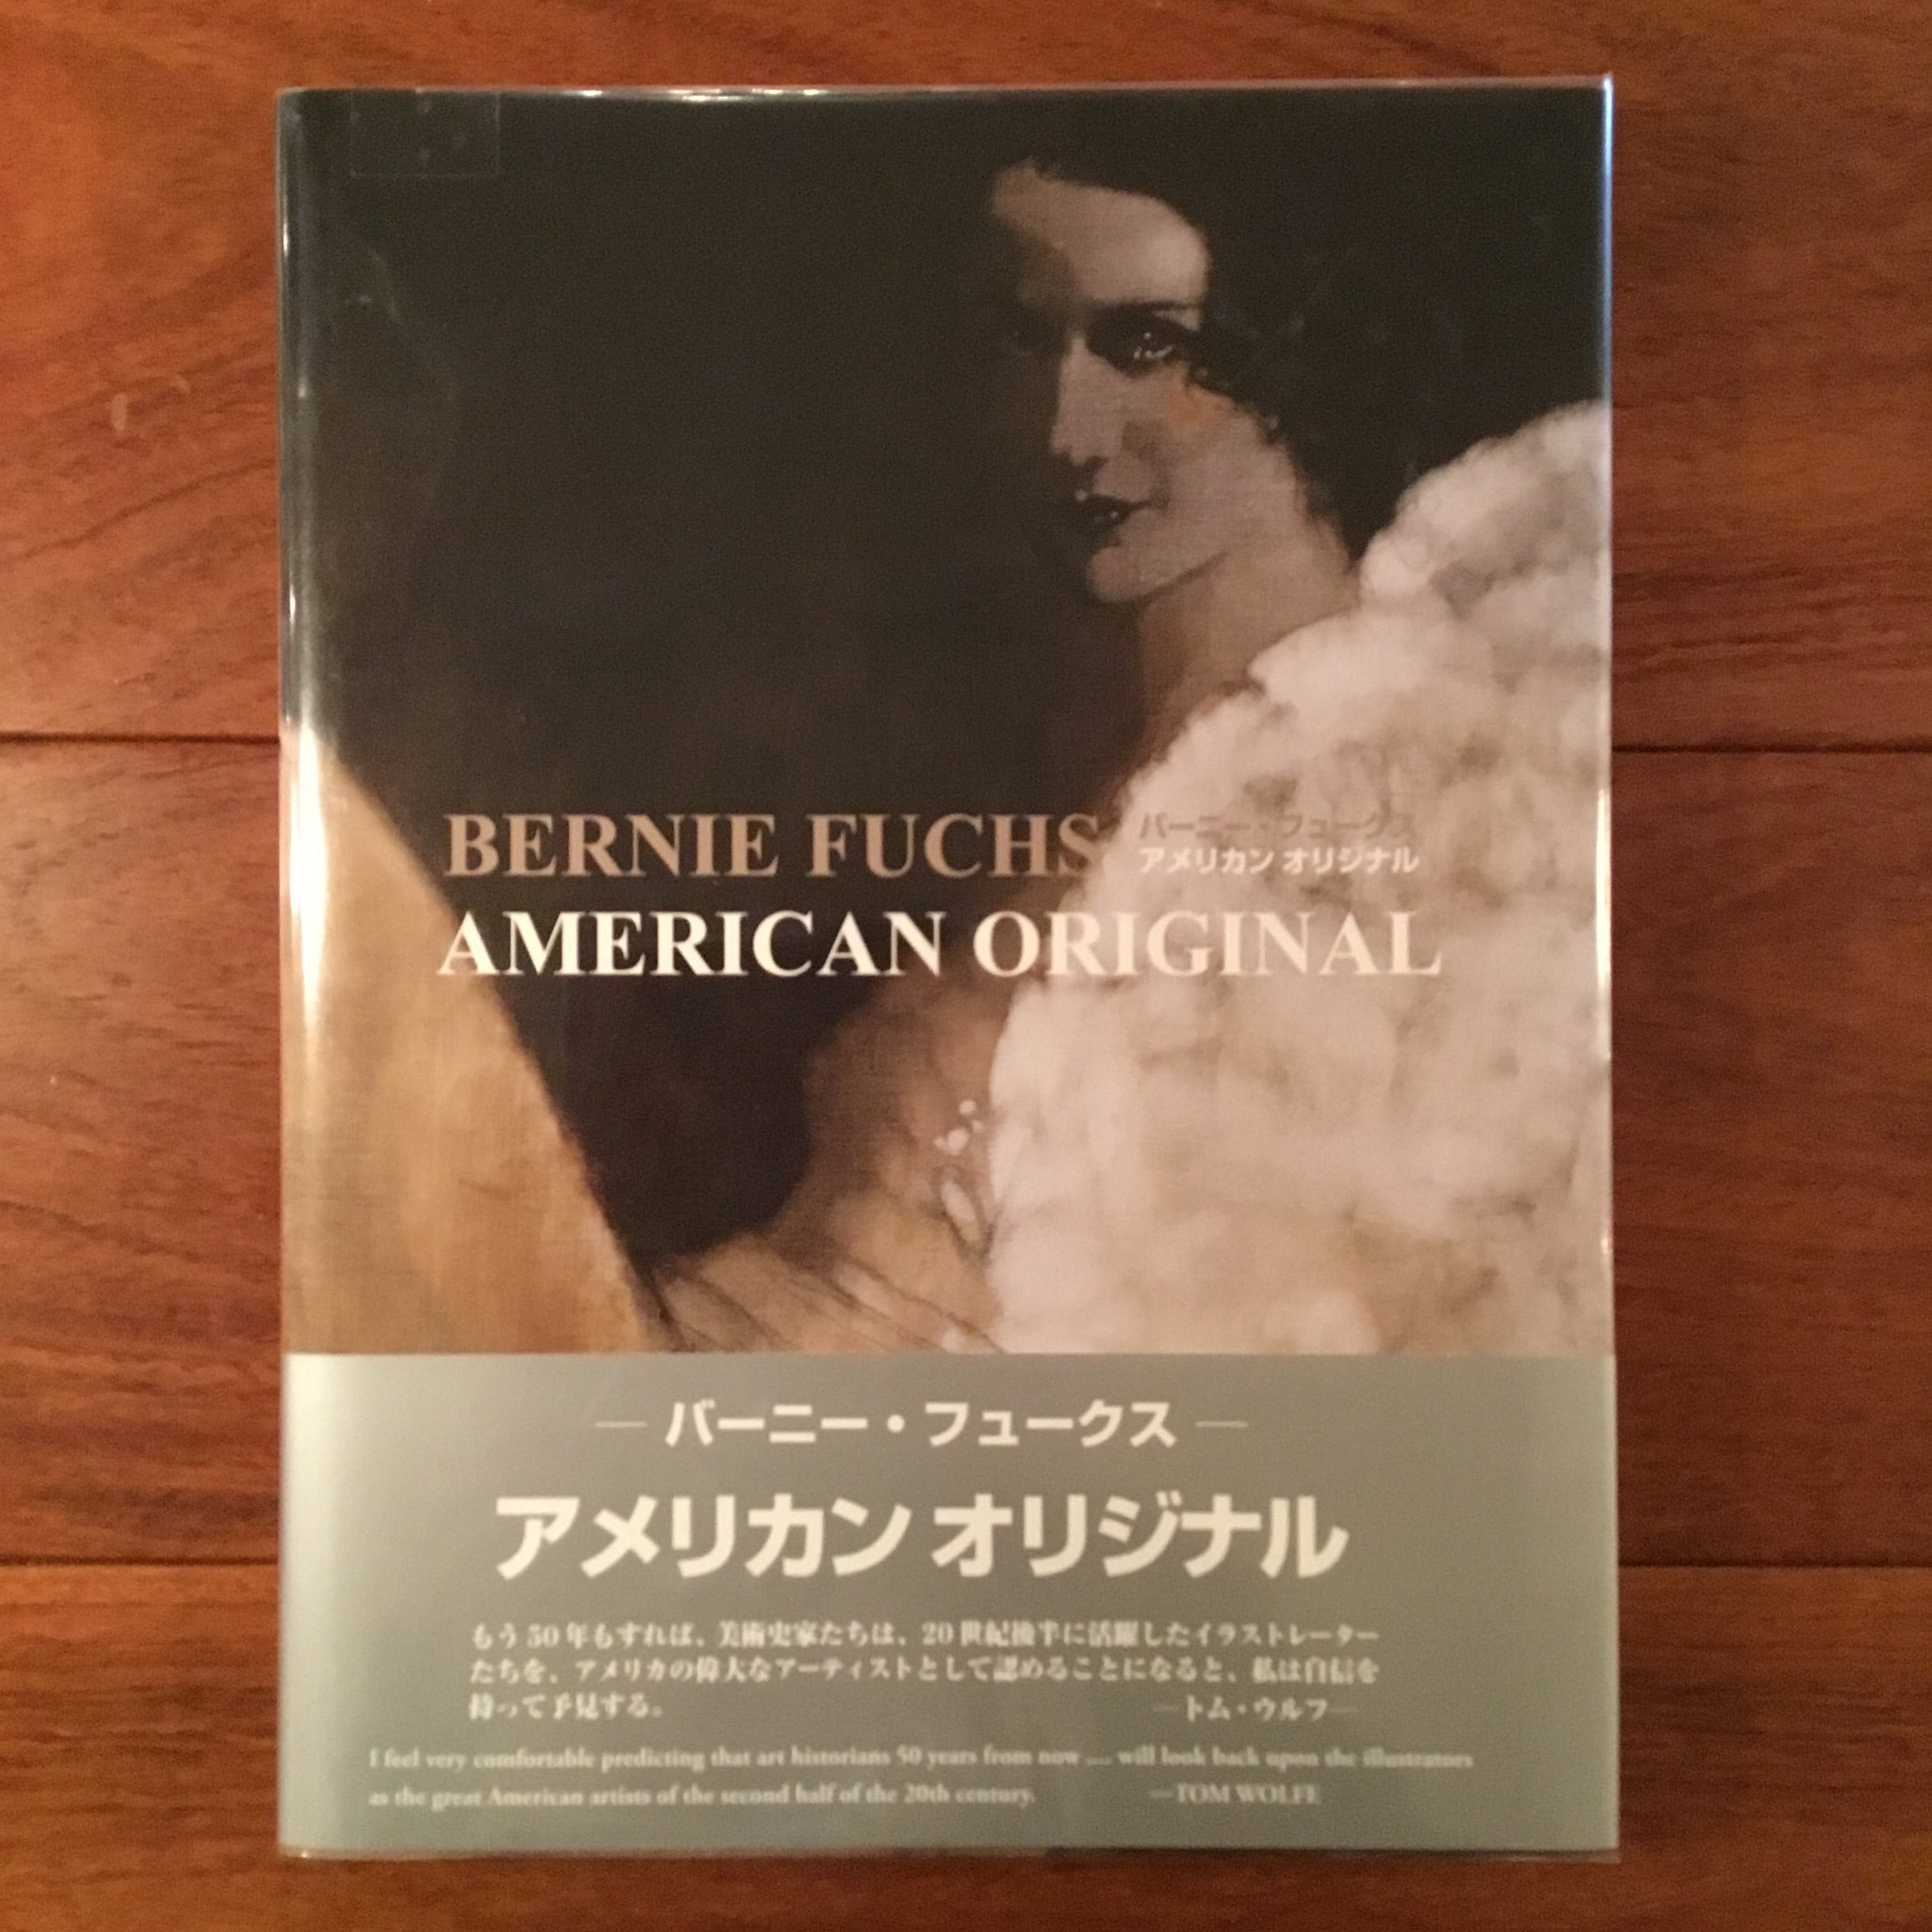 BERNIE FUCHS
バーニー・フュークス
アメリカン オリジナル
AMERICAN ORIGINAL
— バーニー・フュークス —
アメリカン オリジナル
もう50年もすれば、美術史家たちは、20世紀後半に活躍したイラストレーター
たちを、アメリカの偉大なアーティストとして認めることになると、私は自信を
持って予見する。 —トム・ウルフ—
I feel very comfortable predicting that art historians 50 years from now .... will look back upon the illustrators
as the great American artists of the second half of the 20th century. —TOM WOLFE